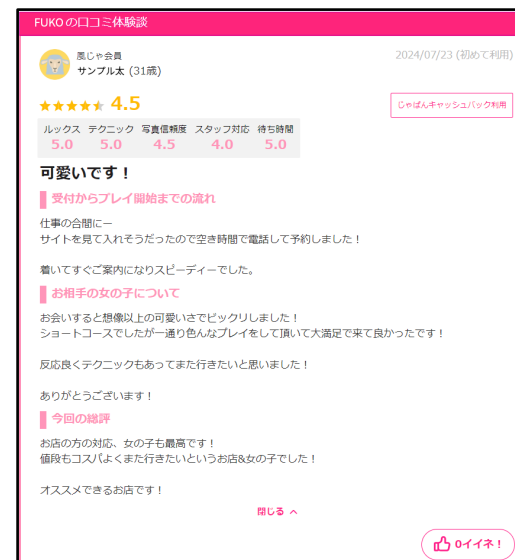 FUKOの口コミ体験談
風じゃ会員
2024/07/23 (初めて利用)
サンプル太 (31歳)
★★★★★ 4.5
じゃぱんキャッシュバック利用
ルックス テクニック 写真信頼度 スタッフ対応 待ち時間
5.0 5.0 4.5 4.0 5.0
可愛いです！
受付からプレイ開始までの流れ
仕事の合間にー
サイトを見て入れそうだったので空き時間で電話して予約しました！
着いてすぐご案内になりスピーディーでした。
お相手の女の子について
お会いすると想像以上の可愛いさでビックリしました！
ショートコースでしたが一通り色んなプレイをして頂いて大満足で来て良かったです！
反応良くテクニックもあってまた行きたいと思いました！
ありがとうございます！
今回の総評
お店の方の対応、女の子も最高です！
値段もコスパよくまた行きたいというお店&女の子でした！
オススメできるお店です！
閉じる
0イイネ！